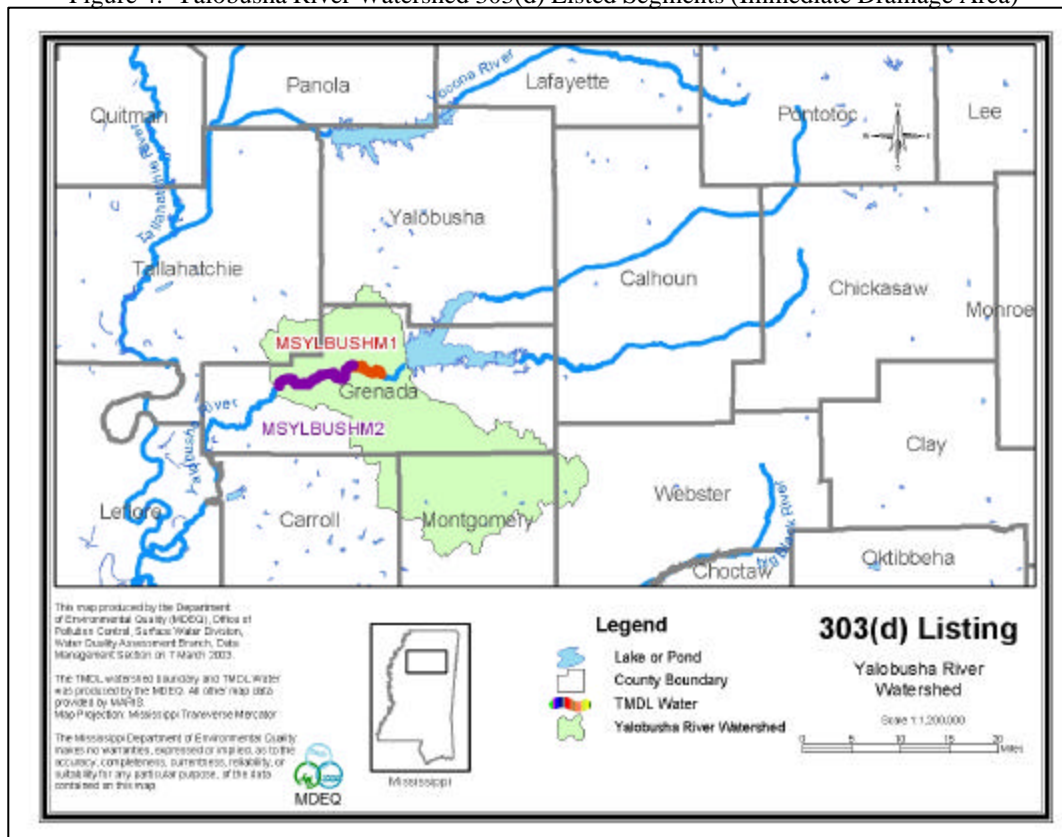 Figure 4. Yalobusha River Watershed 303(d) Listed Segments (Immediate Drainage Area)
Panola
Lafayette
Yocona River
Quitman
Pontotoc
Lee
Tallahatchie River
Yalobusha
Tallahatchie
Calhoun
Chickasaw
Monroe
MSYLBUSHM1
Grenada
Yalobusha River
MSYLBUSHM2
Clay
Webster
Leflore
Carroll
Montgomery
Big Black River
Choctaw
Oktibbeha
This map produced by the Department
of Environmental Quality (MDEQ), Office of
Pollution Control, Surface Water Division,
Water Quality Assessment Branch, Data
Management Section on 7 March 2003.
The TMDL watershed boundary and TMDL Water
was produced by the MDEQ. All other map data
provided by MARIS.
Map Projection: Mississippi Transverse Mercator
The Mississippi Department of Environmental Quality
makes no warranties, expressed or implied, as to the
accuracy, completeness, currentness, reliability, or
suitability for any particular purpose, of the data
contained on this map.
MDEQ
Mississippi
Legend
Lake or Pond
County Boundary
TMDL Water
Yalobusha River Watershed
303(d) Listing
Yalobusha River
Watershed
Scale 1:1,200,000
0 5 10 15 20
Miles